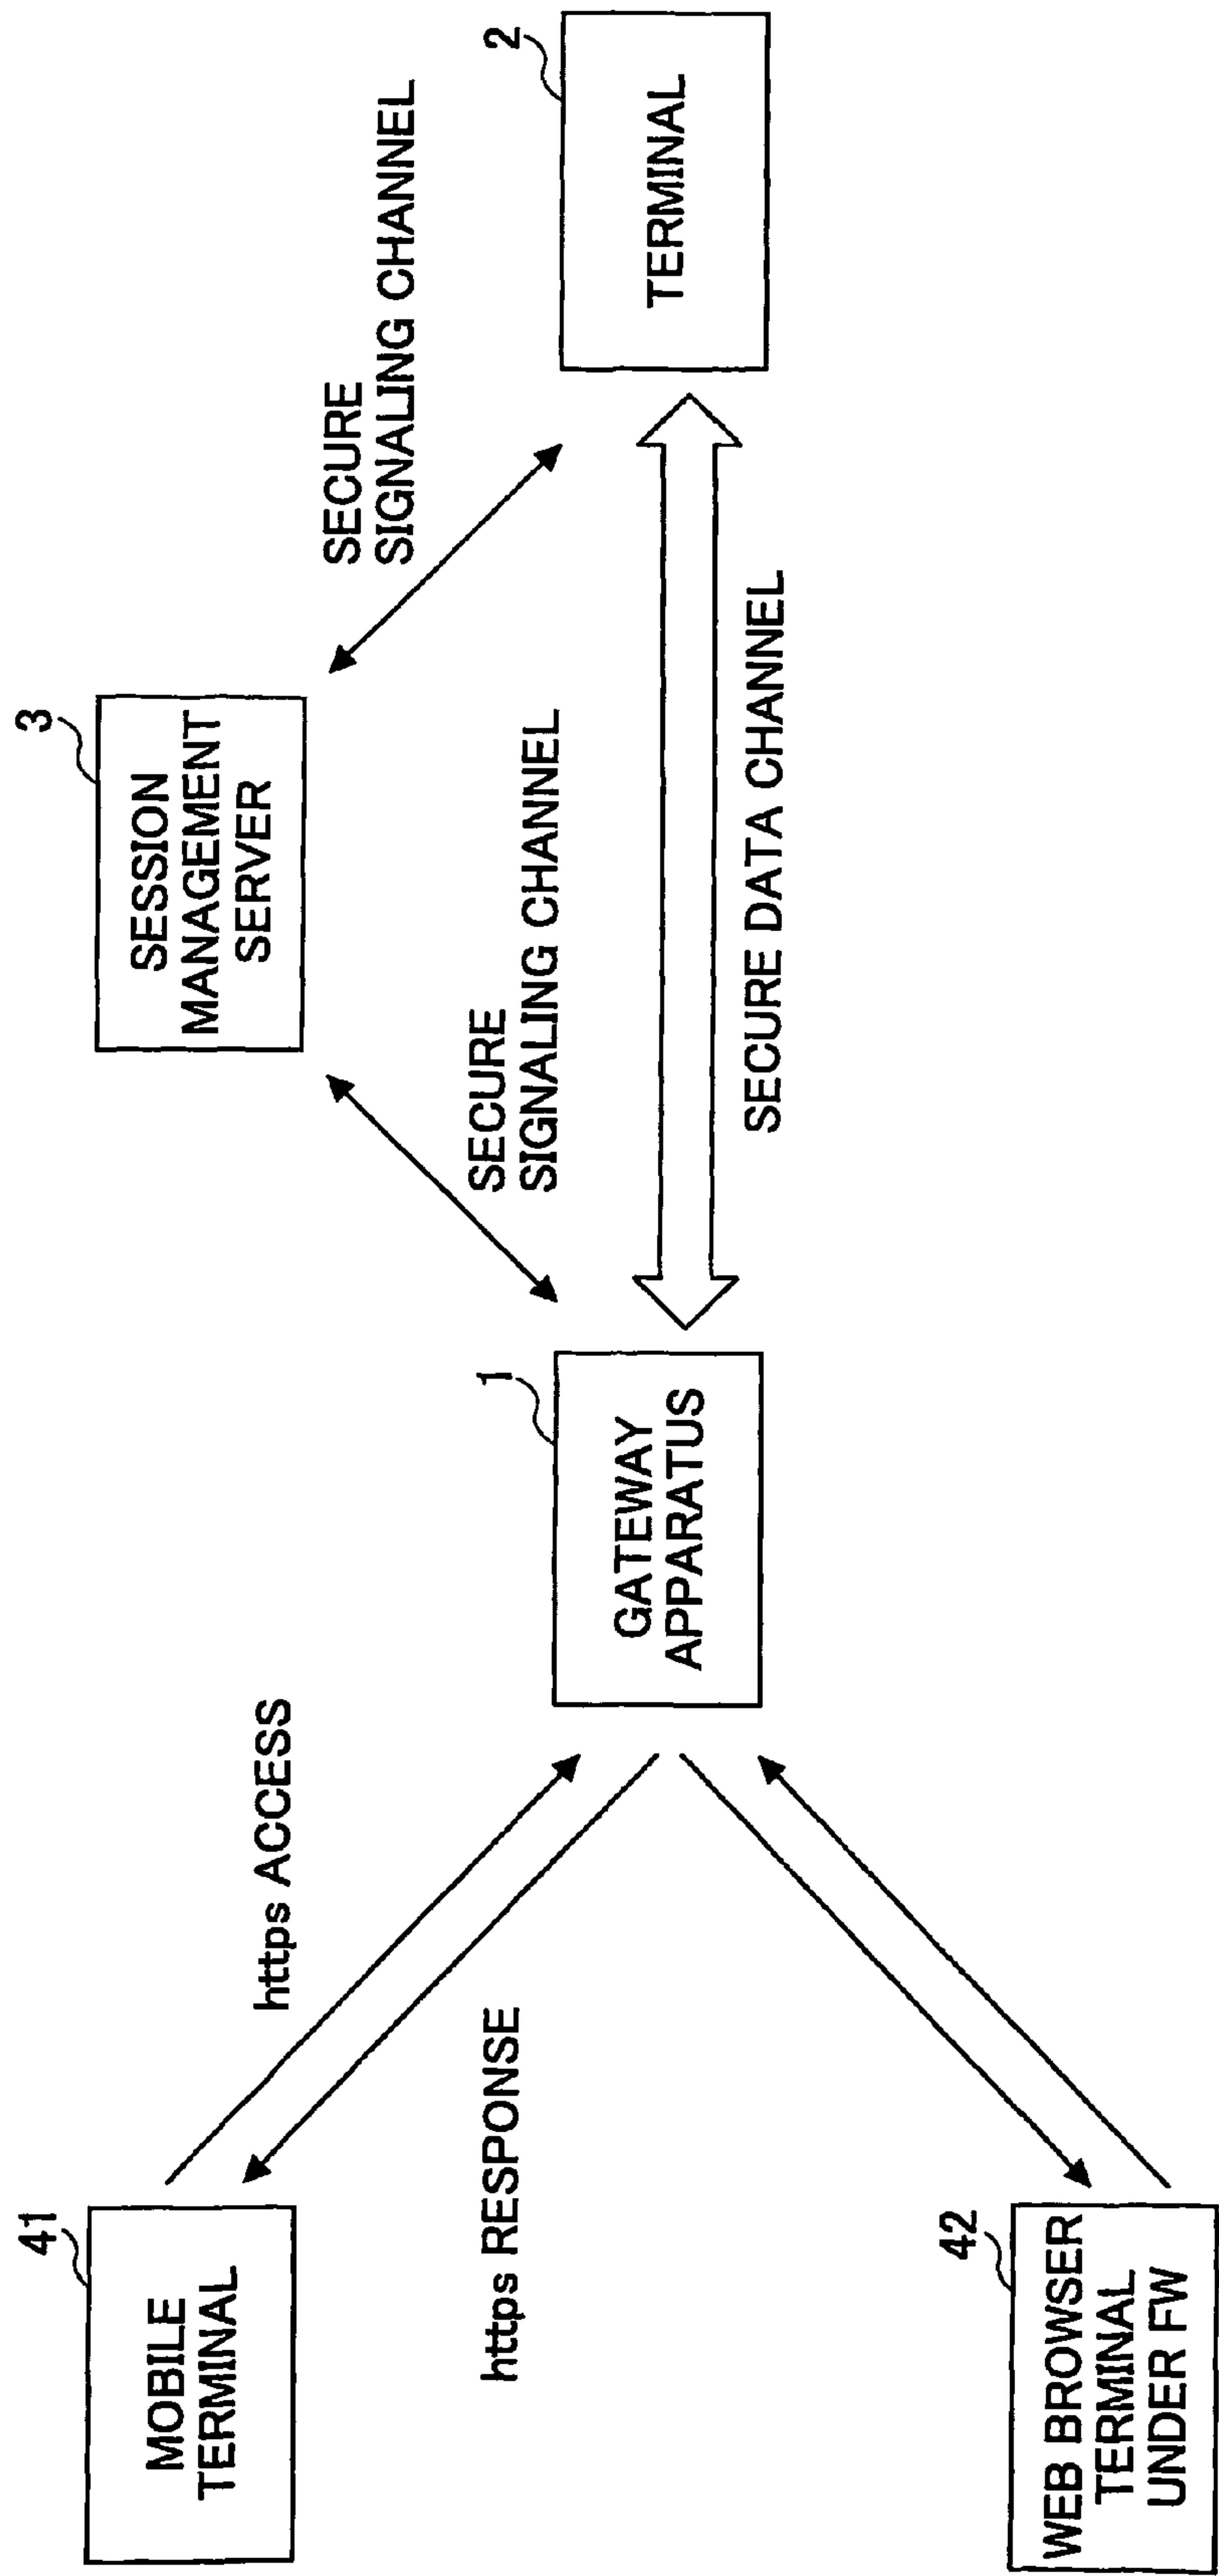 3
SESSION
MANAGEMENT
SERVER
SECURE
SIGNALING CHANNEL
SECURE
SIGNALING CHANNEL
2
TERMINAL
SECURE DATA CHANNEL
1
GATEWAY
APPARATUS
41
MOBILE
TERMINAL
https ACCESS
https RESPONSE
42
WEB BROWSER
TERMINAL
UNDER FW